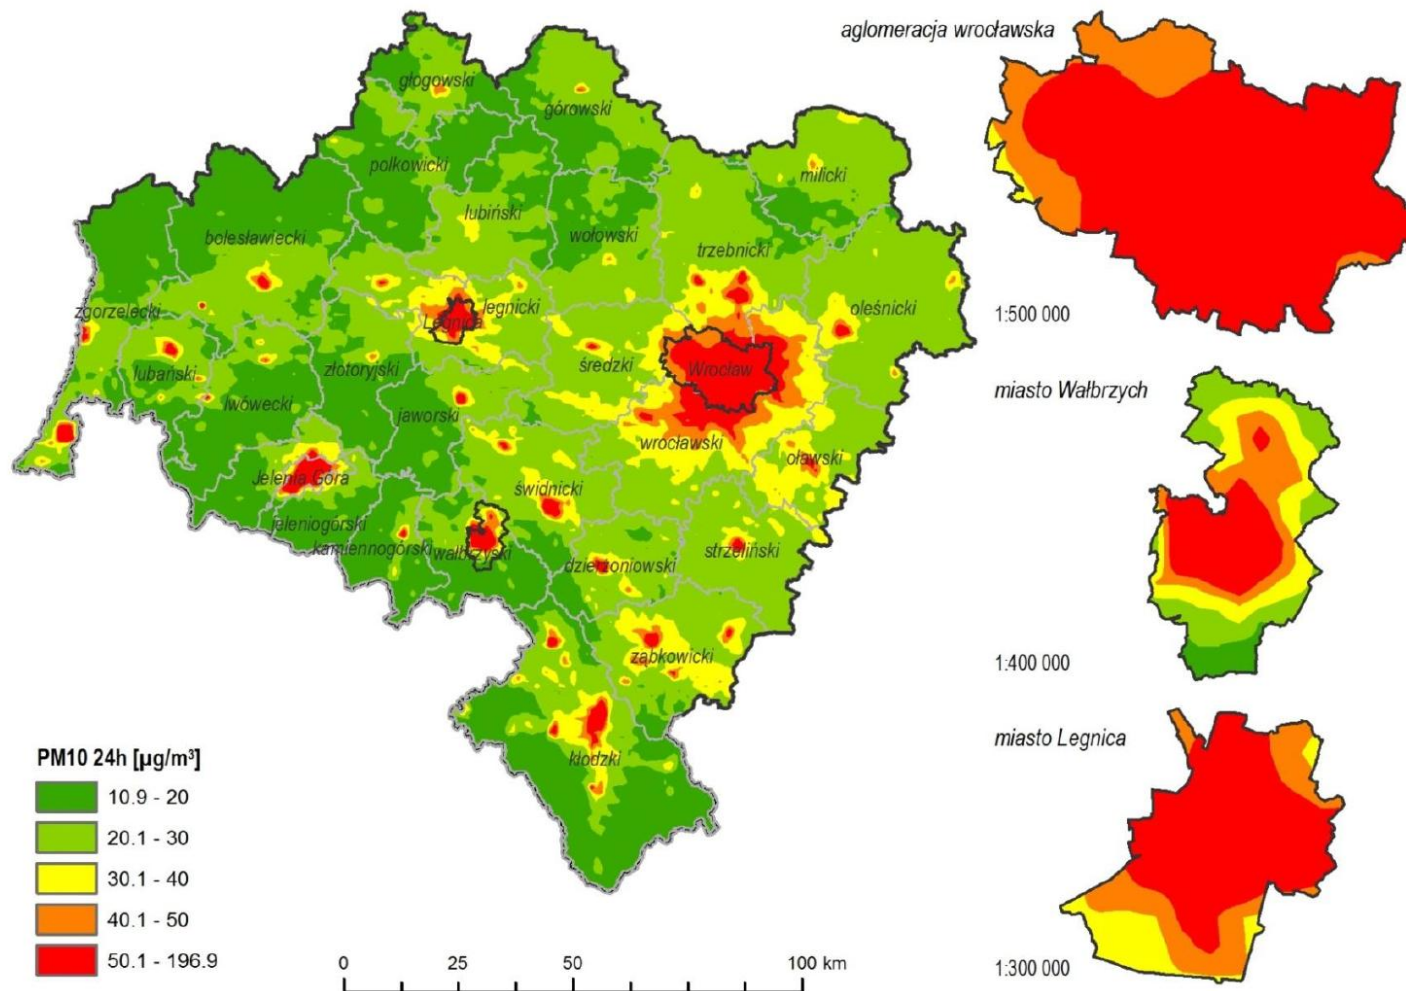 aglomeracja wrocławska
głogowski
górowski
polkowicki
milicki
lubiński
bolesławiecki
wołowski
trzebnicki
zgorzelecki
legnicki
Legnica
oleśnicki
1:500 000
lubański
złotoryjski
średzki
Wrocław
miasto Wałbrzych
lwówecki
jaworski
wrocławski
oławski
Jelenia Góra
świdnicki
jeleniogórski
kamiennogórski
wałbrzyski
strzeliński
dzierżoniowski
ząbkowicki
1:400 000
miasto Legnica
kłodzki
PM10 24h [µg/m³]
10.9 - 20
20.1 - 30
30.1 - 40
40.1 - 50
50.1 - 196.9
0 25 50 100 km
1:300 000